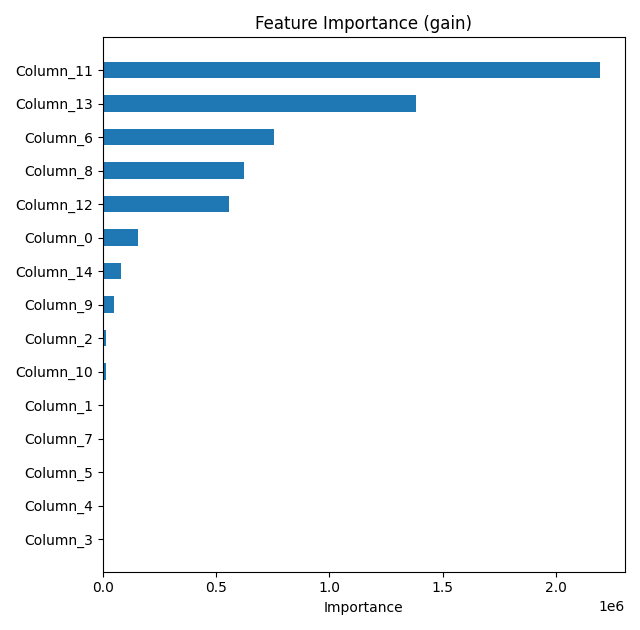 Feature Importance (gain)
Column_11
Column_13
Column_6
Column_8
Column_12
Column_0
Column_14
Column_9
Column_2
Column_10
Column_1
Column_7
Column_5
Column_4
Column_3
0.0 0.5 1.0 1.5 2.0
1e6
Importance